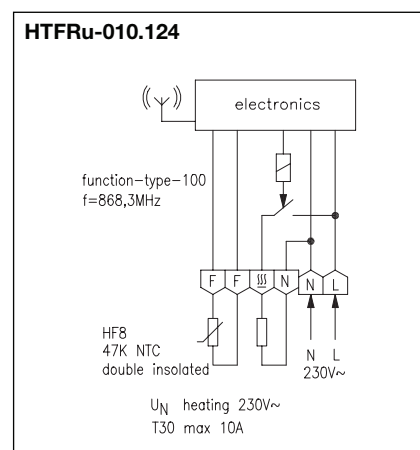 HTFRu-010.124
electronics
function-type-100
f=868,3MHz
F F N N L
HF8
47K NTC
double insolated
N L
230V~
UN heating 230V~
T30 max 10A